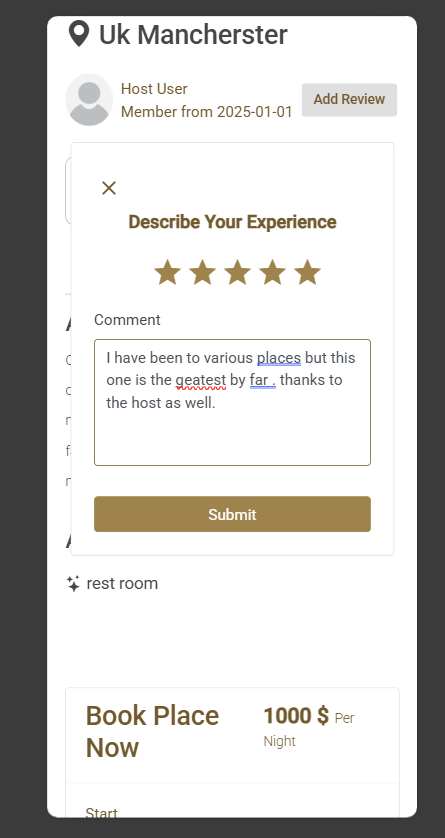 Uk Mancherster
Host User
Member from 2025-01-01
Add Review
Describe Your Experience
Comment
I have been to various places but this
one is the geatest by far . thanks to
the host as well.
Submit
rest room
Book Place
Now
1000 $ Per
Night
Start